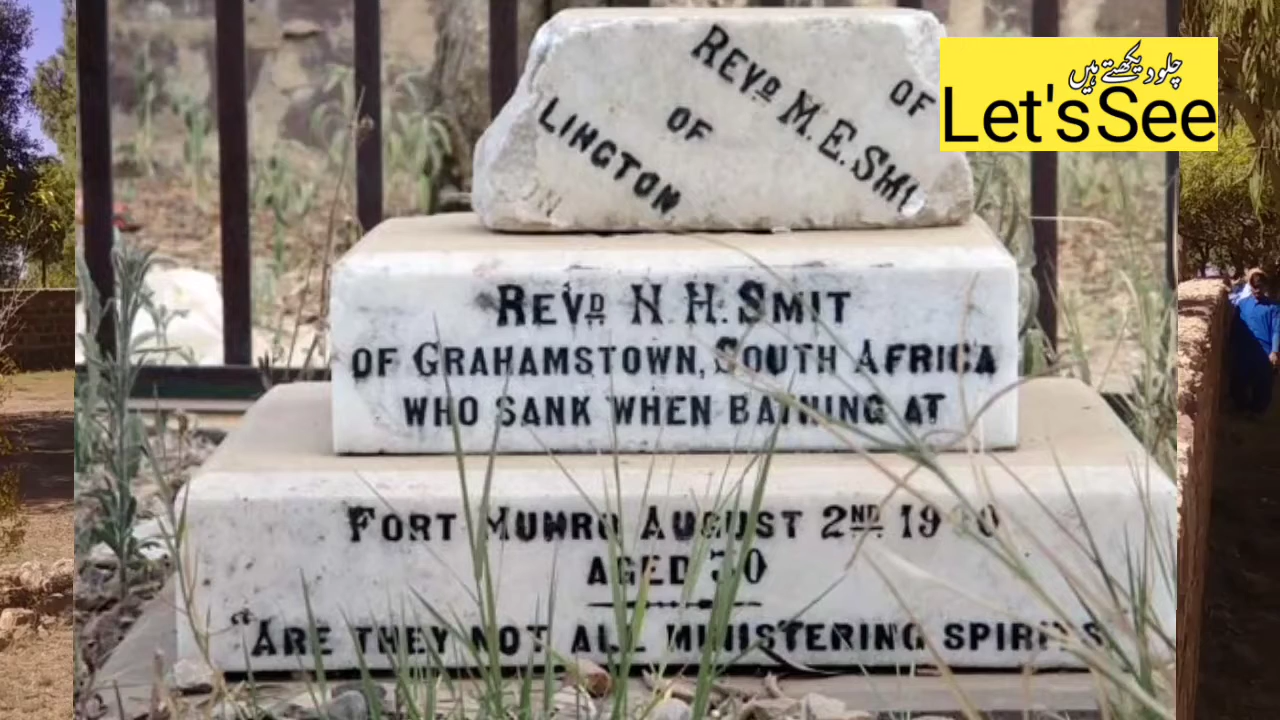 OF
REVD M. E. SMI
OF
LINGTON
REVD H. H. SMIT
OF GRAHAMSTOWN, SOUTH AFRICA
WHO SANK WHEN BATHING AT
FORT MUNRO AUGUST 2ND
AGED
"ARE THEY NOT ALL MINISTERING SPIRITS
چلو دیکھتے ہیں
Let'sSee